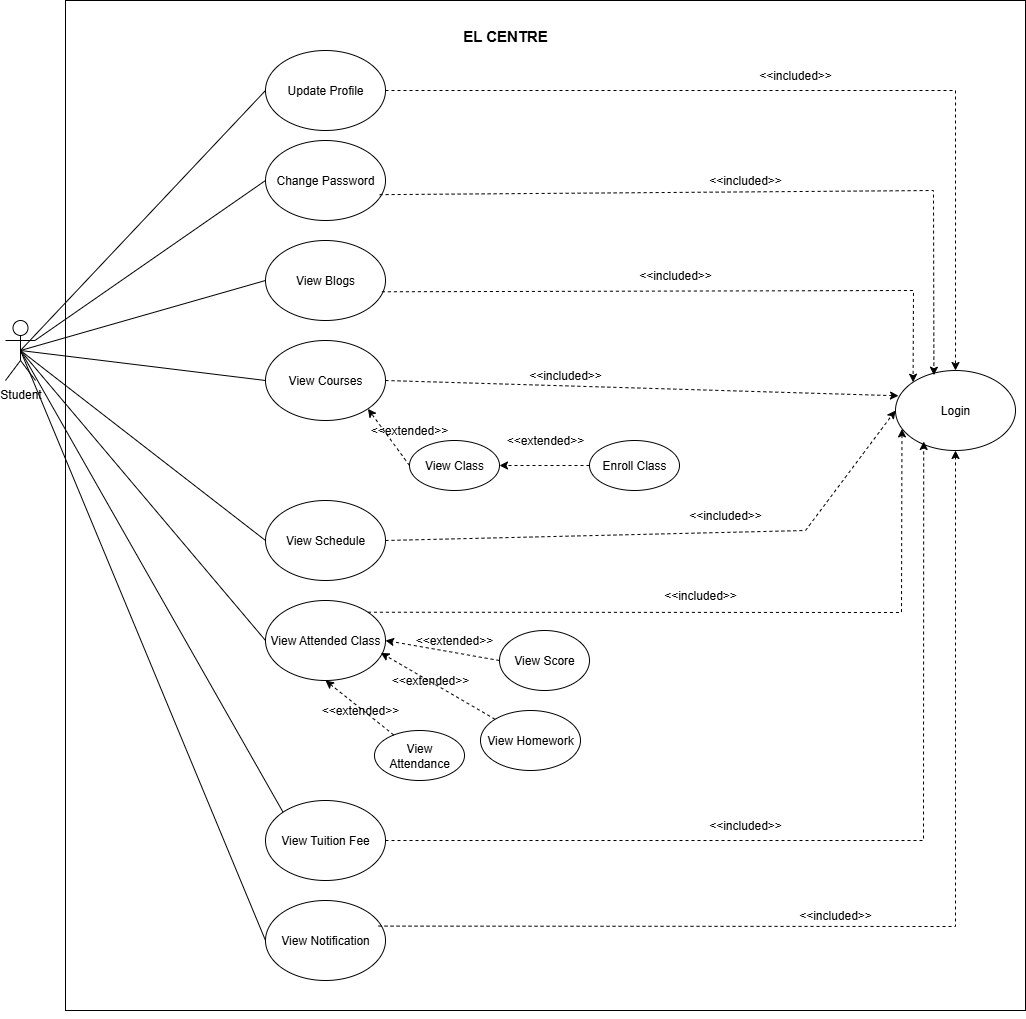 EL CENTRE
<<included>>
Update Profile
Change Password
<<included>>
<<included>>
View Blogs
Student
View Courses
<<included>>
<<extended>>
<<extended>>
View Class
Enroll Class
Login
<<included>>
View Schedule
<<included>>
View Attended Class
<<extended>>
View Score
<<extended>>
<<extended>>
View Homework
View
Attendance
<<included>>
View Tuition Fee
<<included>>
View Notification